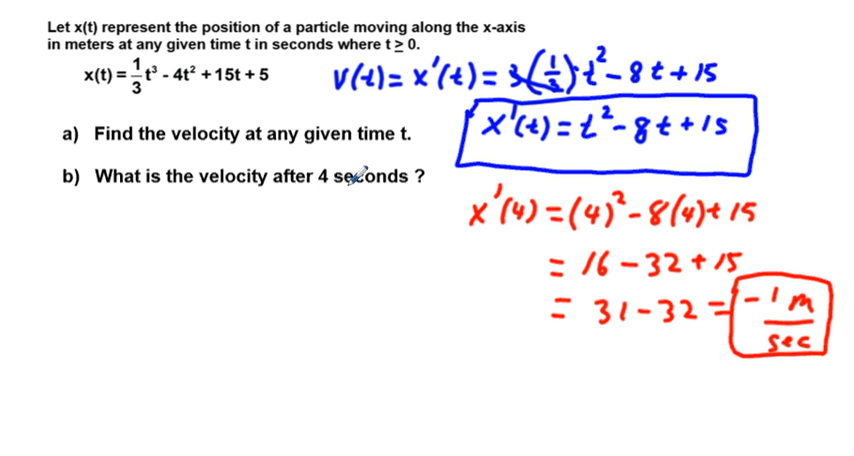 Let x(t) represent the position of a particle moving along the x-axis
in meters at any given time t in seconds where t ≥ 0.
x(t) = 1/3 t³ - 4t² + 15t + 5
V(t) = x'(t) = 3(1/3)·t² - 8t + 15
a) Find the velocity at any given time t.
x'(t) = t² - 8t + 15
b) What is the velocity after 4 seconds ?
x'(4) = (4)² - 8(4) + 15
= 16 - 32 + 15
= 31 - 32 = -1 m/sec